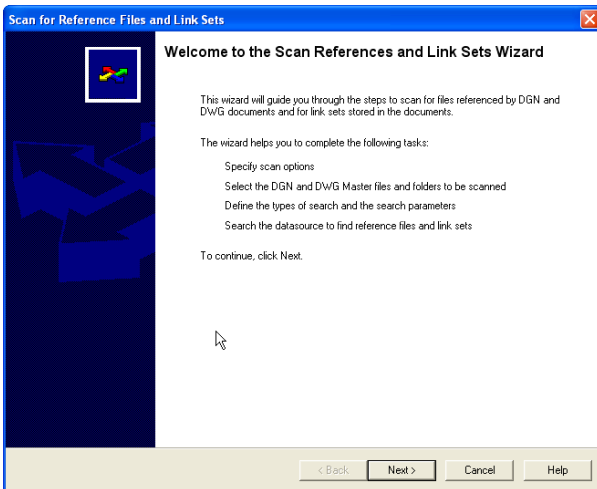 Scan for Reference Files and Link Sets
Welcome to the Scan References and Link Sets Wizard
This wizard will guide you through the steps to scan for files referenced by DGN and
DWG documents and for link sets stored in the documents.
The wizard helps you to complete the following tasks:
Specify scan options
Select the DGN and DWG Master files and folders to be scanned
Define the types of search and the search parameters
Search the datasource to find reference files and link sets
To continue, click Next.
< Back Next > Cancel Help